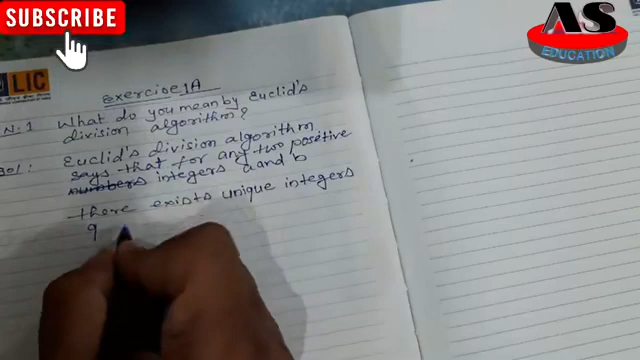 SUBSCRIBE
AS
EDUCATION
LIC
exercise 1A
N.1 What do you mean by Euclid's
division algorithm?
Sol: Euclid's division algorithm
says that for any two positive
numbers integers a and b
there exists unique integers
q